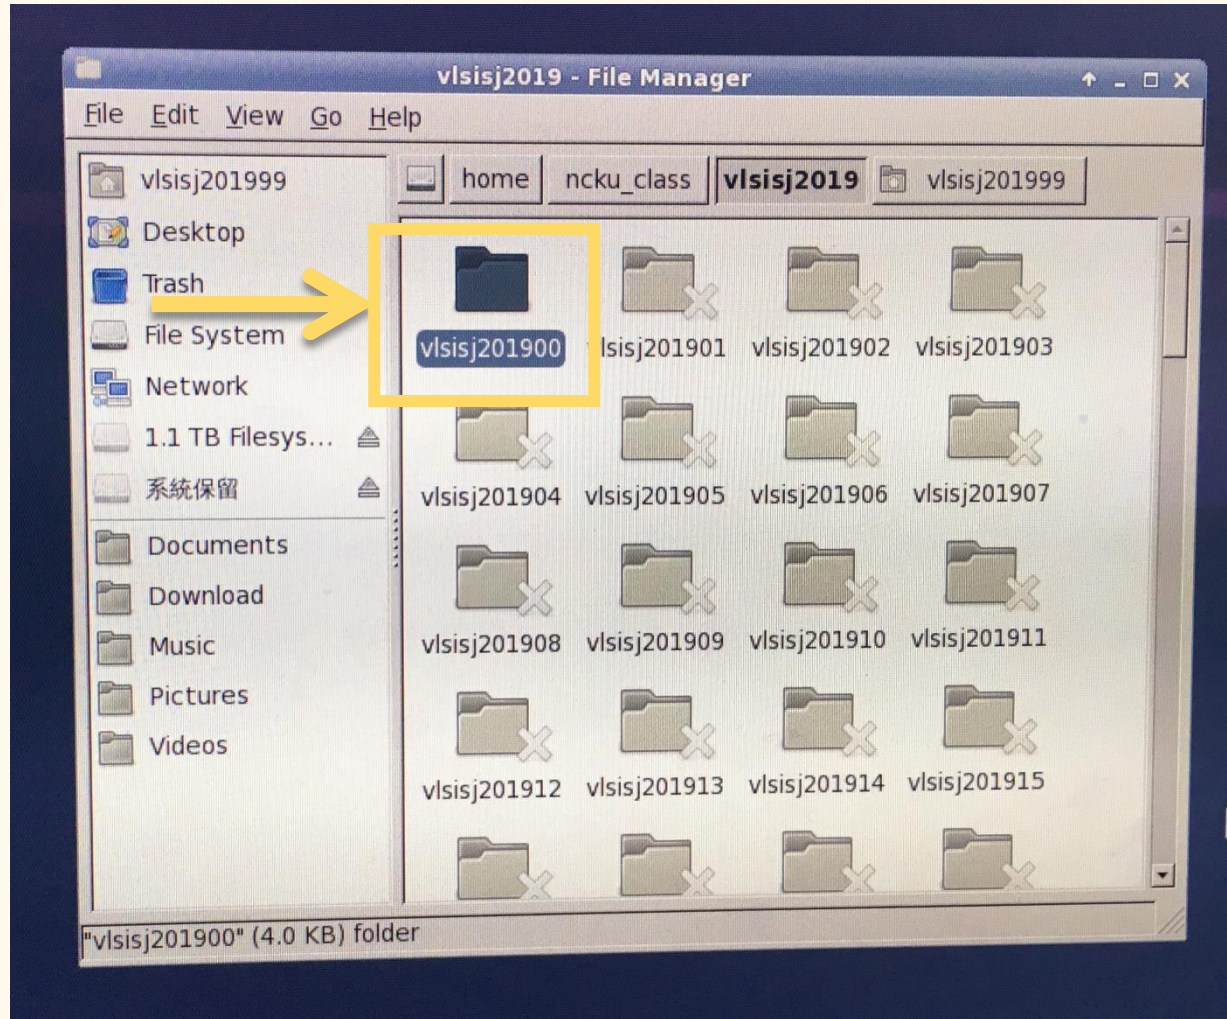 vlsisj2019 - File Manager
File Edit View Go Help
vlsisj201999
Desktop
Trash
File System
Network
1.1 TB Filesys...
系統保留
Documents
Download
Music
Pictures
Videos
home ncku_class vlsisj2019 vlsisj201999
vlsisj201900 vlsisj201901 vlsisj201902 vlsisj201903
vlsisj201904 vlsisj201905 vlsisj201906 vlsisj201907
vlsisj201908 vlsisj201909 vlsisj201910 vlsisj201911
vlsisj201912 vlsisj201913 vlsisj201914 vlsisj201915
"vlsisj201900" (4.0 KB) folder